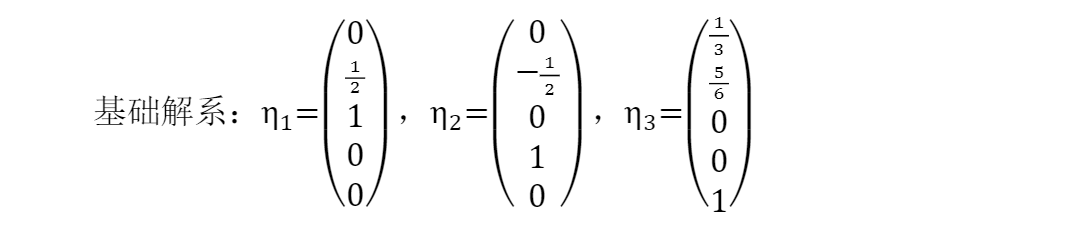 基础解系：η₁=(0, 1/2, 1, 0, 0)，η₂=(0, -1/2, 0, 1, 0)，η₃=(1/3, 5/6, 0, 0, 1)